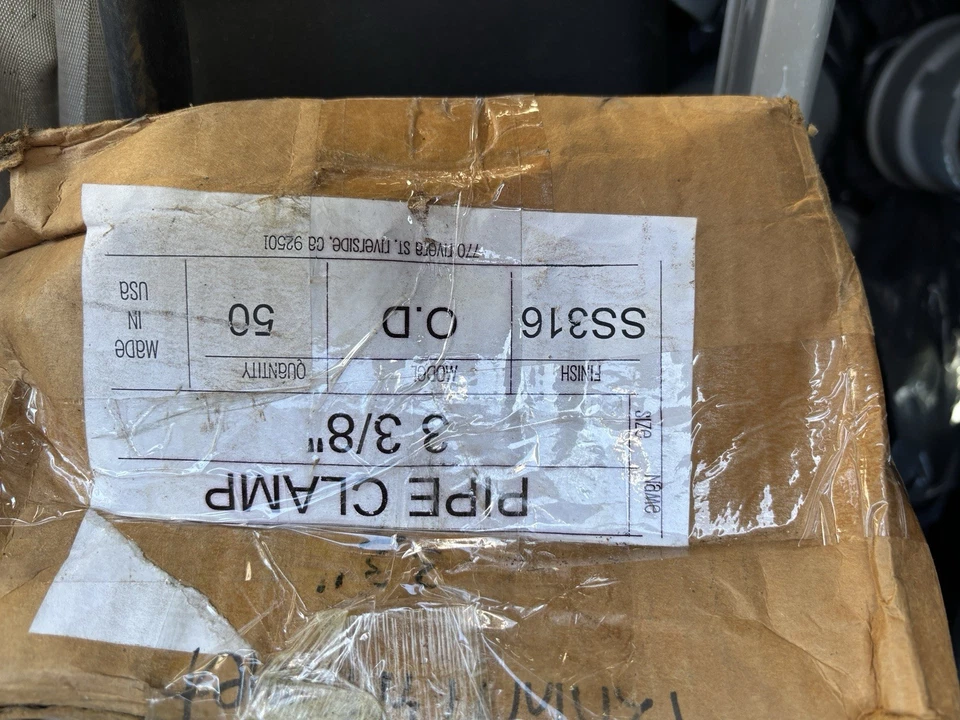 NAME PIPE CLAMP
SIZE 3 3/8"
FINISH MODEL QUANTITY
SS316 O.D 50
MADE IN USA
770 rivera st. riverside, ca 92501